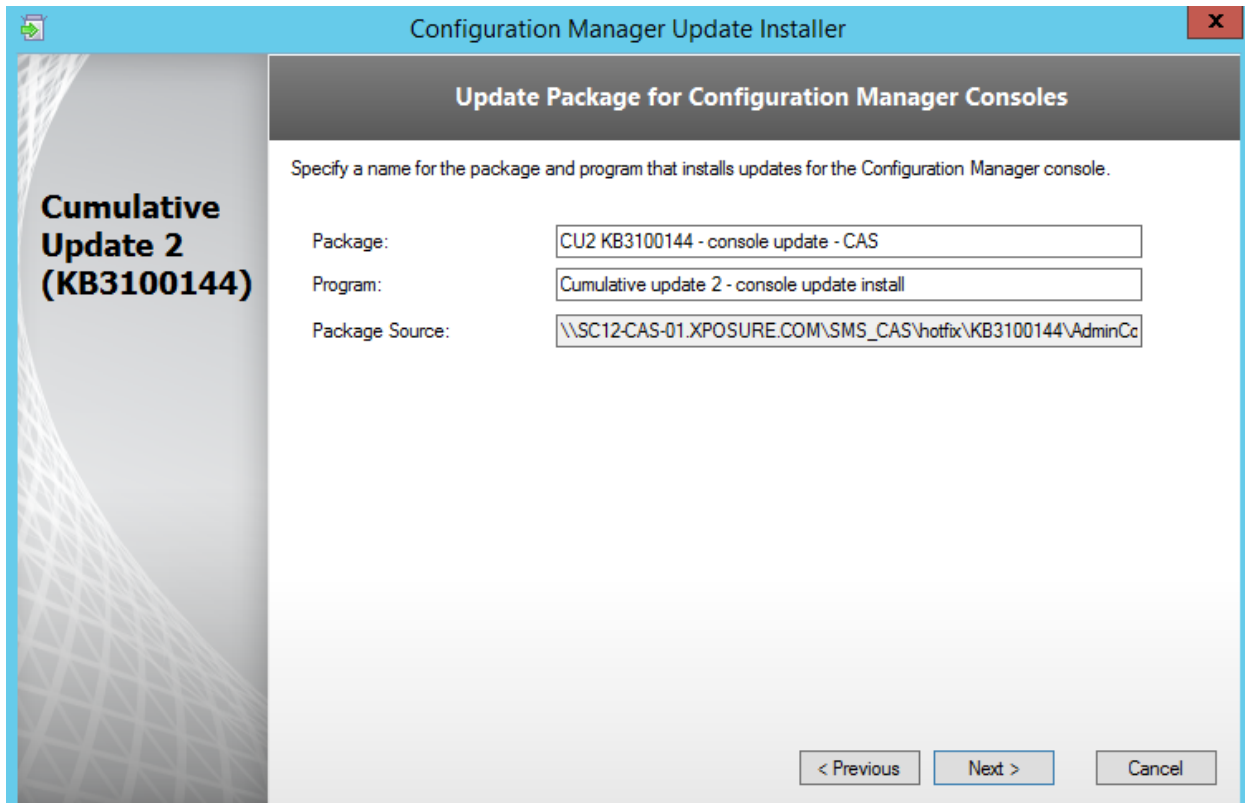 Configuration Manager Update Installer
x
Update Package for Configuration Manager Consoles
Specify a name for the package and program that installs updates for the Configuration Manager console.
Cumulative
Update 2
(KB3100144)
Package:
CU2 KB3100144 - console update - CAS
Program:
Cumulative update 2 - console update install
Package Source:
\\SC12-CAS-01.XPOSURE.COM\SMS_CAS\hotfix\KB3100144\AdminCo
< Previous
Next >
Cancel